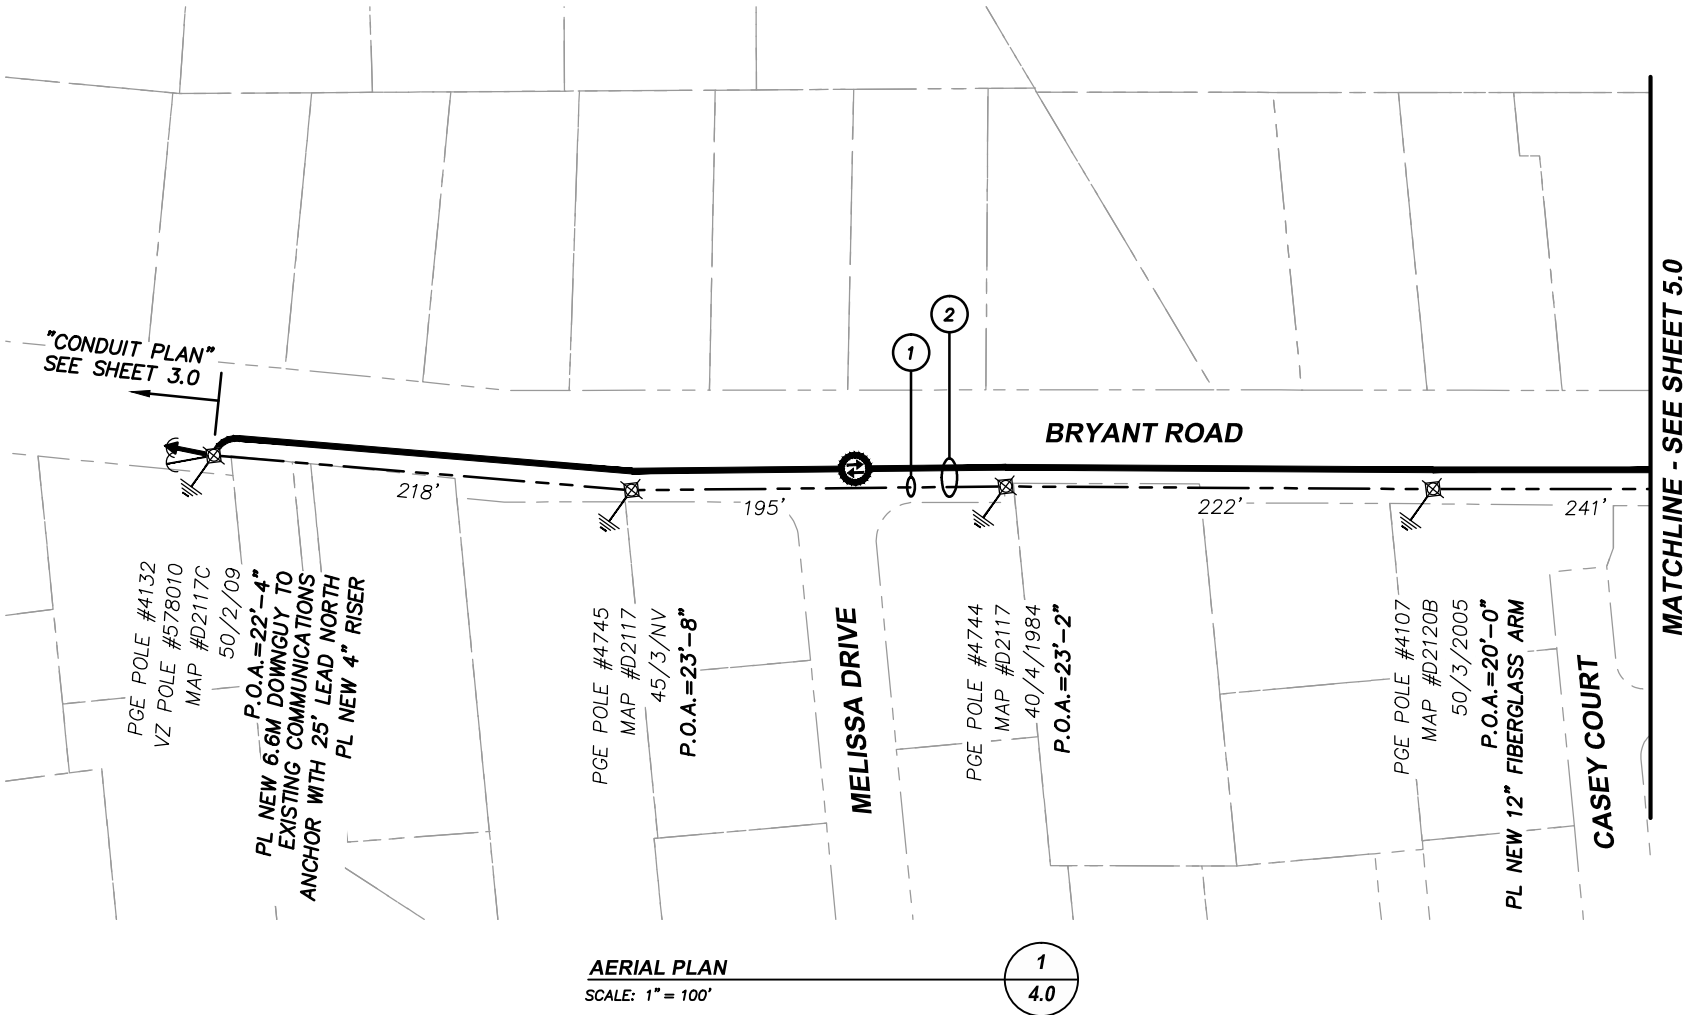 "CONDUIT PLAN"
SEE SHEET 3.0
1
2
BRYANT ROAD
MATCHLINE - SEE SHEET 5.0
218'
195'
222'
241'
PGE POLE #4132
VZ POLE #578010
MAP #D2117C
50/2/09
P.O.A.=22'-4"
PL NEW 6.6M DOWNGUY TO
EXISTING COMMUNICATIONS
ANCHOR WITH 25' LEAD NORTH
PL NEW 4" RISER
PGE POLE #4745
MAP #D2117
45/3/NV
P.O.A.=23'-8"
MELISSA DRIVE
PGE POLE #4744
MAP #D2117
40/4/1984
P.O.A.=23'-2"
PGE POLE #4107
MAP #D2120B
50/3/2005
P.O.A.=20'-0"
PL NEW 12" FIBERGLASS ARM
CASEY COURT
AERIAL PLAN
SCALE: 1" = 100'
1
4.0